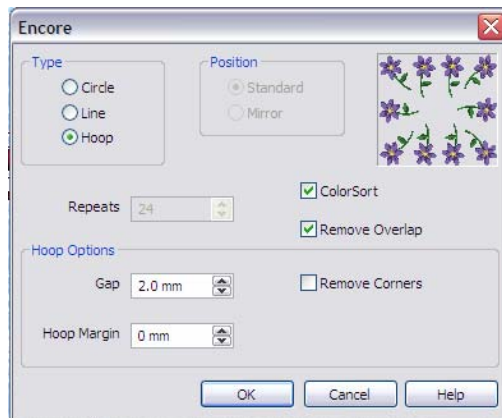 Encore
Type
Circle
Line
Hoop
Position
Standard
Mirror
Repeats 24
ColorSort
Remove Overlap
Hoop Options
Gap 2.0 mm
Remove Corners
Hoop Margin 0 mm
OK Cancel Help